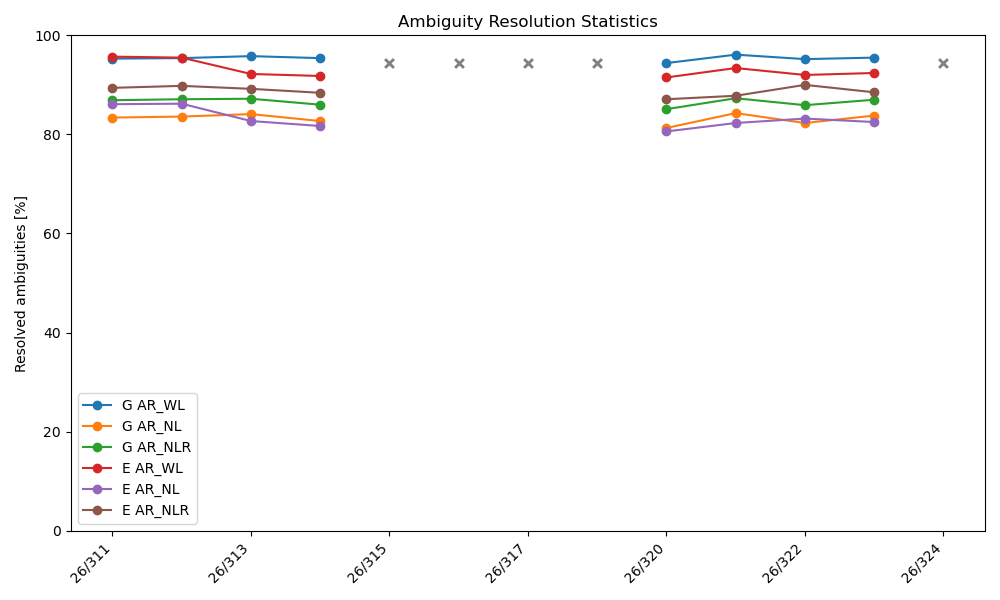 Ambiguity Resolution Statistics
Resolved ambiguities [%]
100
80
60
40
20
0
G AR_WL
G AR_NL
G AR_NLR
E AR_WL
E AR_NL
E AR_NLR
26/311
26/313
26/315
26/317
26/320
26/322
26/324